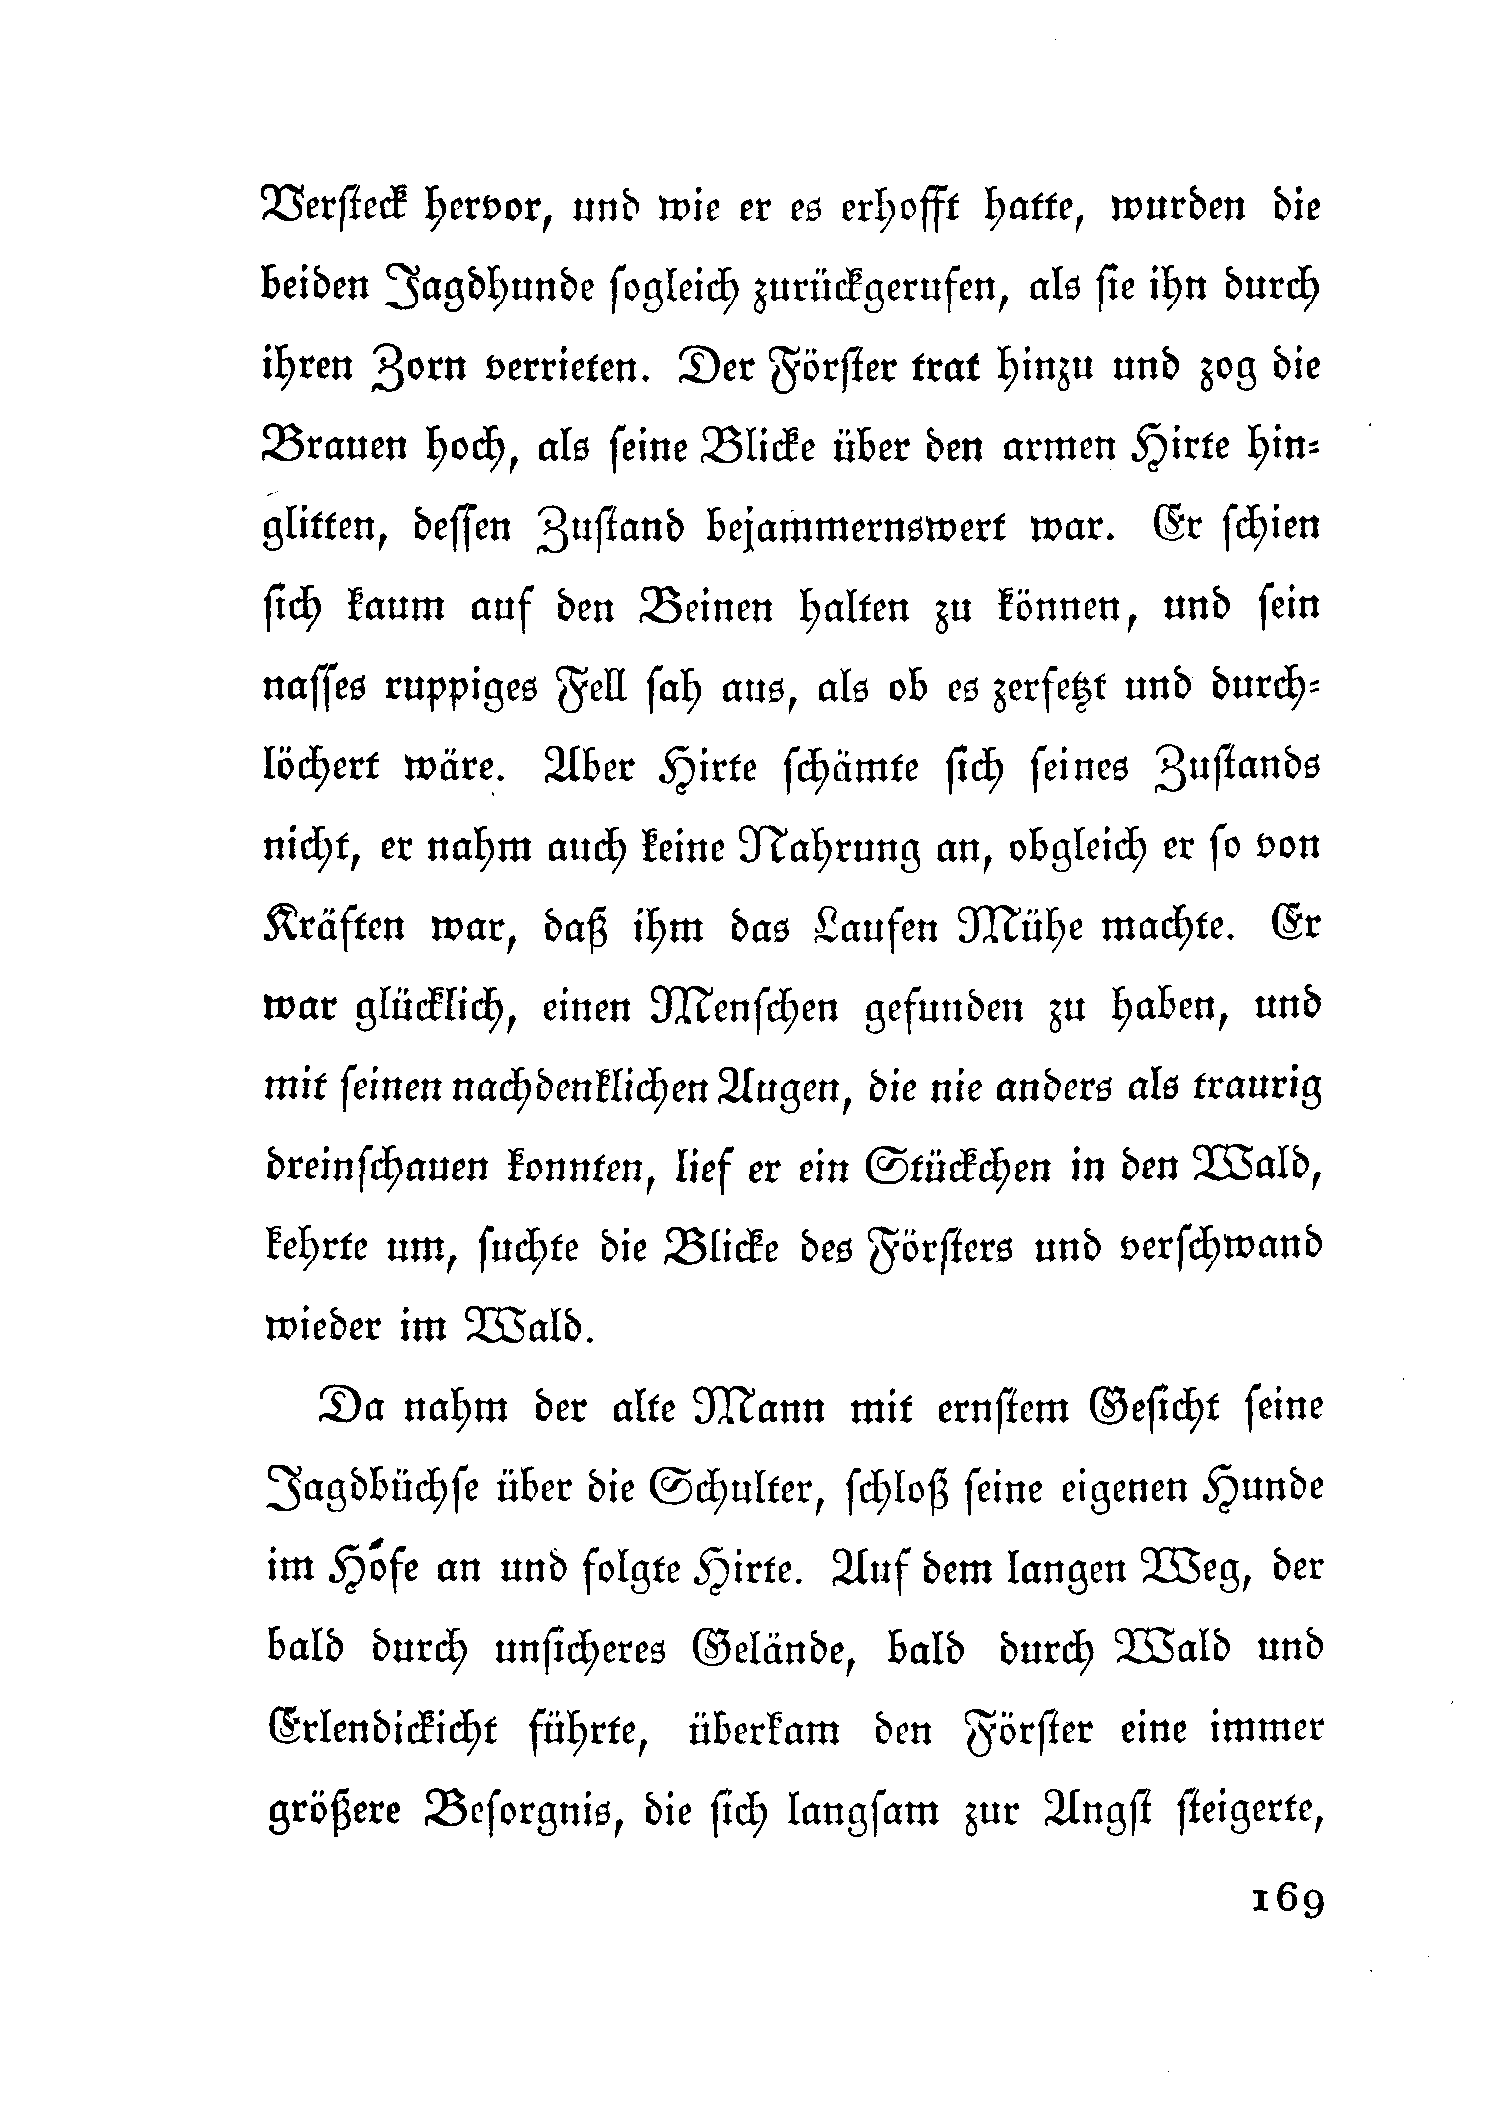 Verſteck hervor, und wie er es erhofft hatte, wurden die
beiden Jagdhunde ſogleich zurückgerufen, als ſie ihn durch
ihren Zorn verrieten. Der Förſter trat hinzu und zog die
Brauen hoch, als ſeine Blicke über den armen Hirte hin⸗
glitten, deſſen Zuſtand bejammernswert war. Er ſchien
ſich kaum auf den Beinen halten zu können, und ſein
naſſes ruppiges Fell ſah aus, als ob es zerfetzt und durch⸗
löchert wäre. Aber Hirte ſchämte ſich ſeines Zuſtands
nicht, er nahm auch keine Nahrung an, obgleich er ſo von
Kräften war, daß ihm das Laufen Mühe machte. Er
war glücklich, einen Menſchen gefunden zu haben, und
mit ſeinen nachdenklichen Augen, die nie anders als traurig
dreinſchauen konnten, lief er ein Stückchen in den Wald,
kehrte um, ſuchte die Blicke des Förſters und verſchwand
wieder im Wald.
Da nahm der alte Mann mit ernſtem Geſicht ſeine
Jagdbüchſe über die Schulter, ſchloß ſeine eigenen Hunde
im Hofe an und folgte Hirte. Auf dem langen Weg, der
bald durch unſicheres Gelände, bald durch Wald und
Erlendickicht führte, überkam den Förſter eine immer
größere Beſorgnis, die ſich langſam zur Angſt ſteigerte,
169